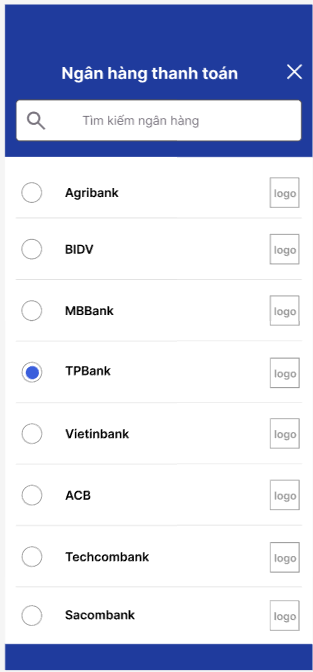 Ngân hàng thanh toán
Tìm kiếm ngân hàng
Agribank logo
BIDV logo
MBBank logo
TPBank logo
Vietinbank logo
ACB logo
Techcombank logo
Sacombank logo